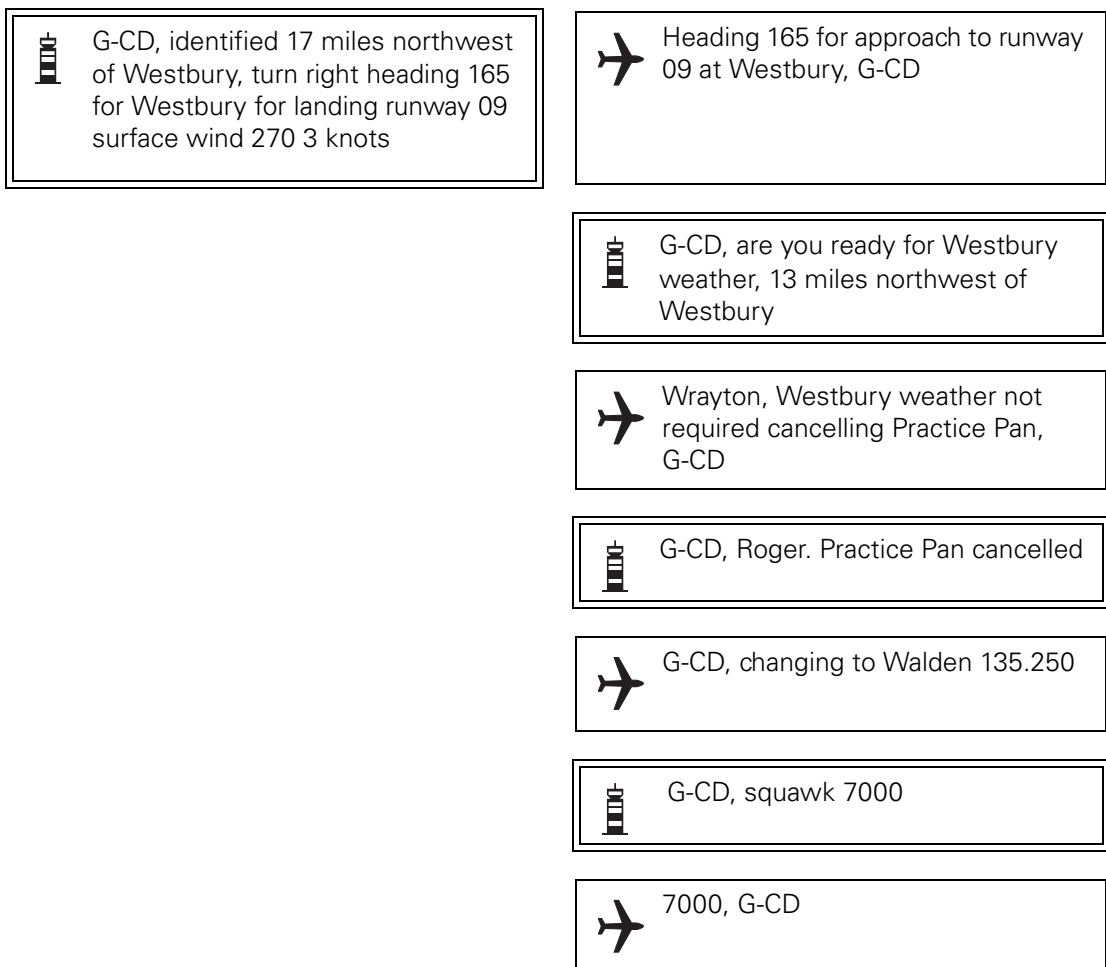 G-CD, identified 17 miles northwest
of Westbury, turn right heading 165
for Westbury for landing runway 09
surface wind 270 3 knots
Heading 165 for approach to runway
09 at Westbury, G-CD
G-CD, are you ready for Westbury
weather, 13 miles northwest of
Westbury
Wrayton, Westbury weather not
required cancelling Practice Pan,
G-CD
G-CD, Roger. Practice Pan cancelled
G-CD, changing to Walden 135.250
G-CD, squawk 7000
7000, G-CD